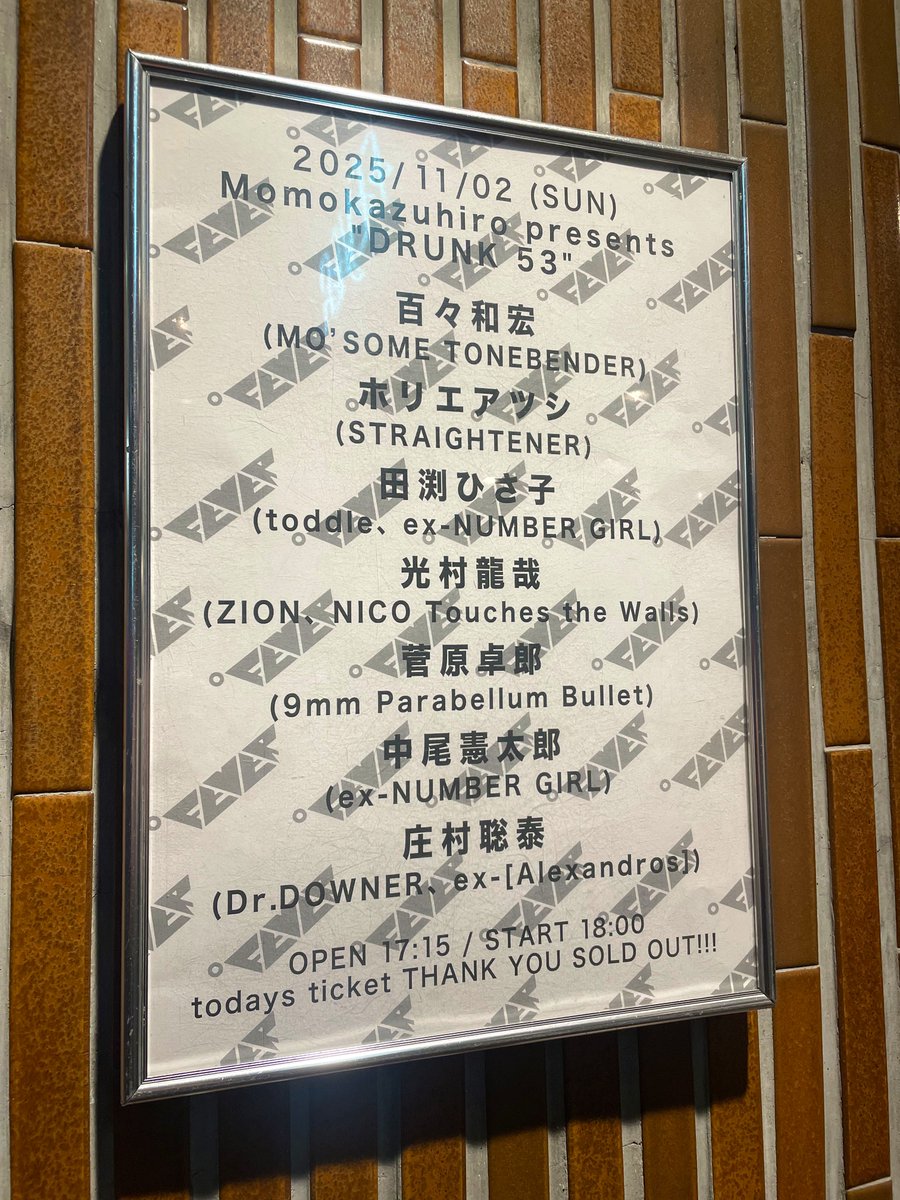 2025/11/02 (SUN)
Momokazuhiro presents
"DRUNK 53"
百々和宏
(MO'SOME TONEBENDER)
ホリエアツシ
(STRAIGHTENER)
田渕ひさ子
(toddle、ex-NUMBER GIRL)
光村龍哉
(ZION、NICO Touches the Walls)
菅原卓郎
(9mm Parabellum Bullet)
中尾憲太郎
(ex-NUMBER GIRL)
庄村聡泰
(Dr.DOWNER、ex-[Alexandros])
OPEN 17:15 / START 18:00
todays ticket THANK YOU SOLD OUT!!!
FEVER